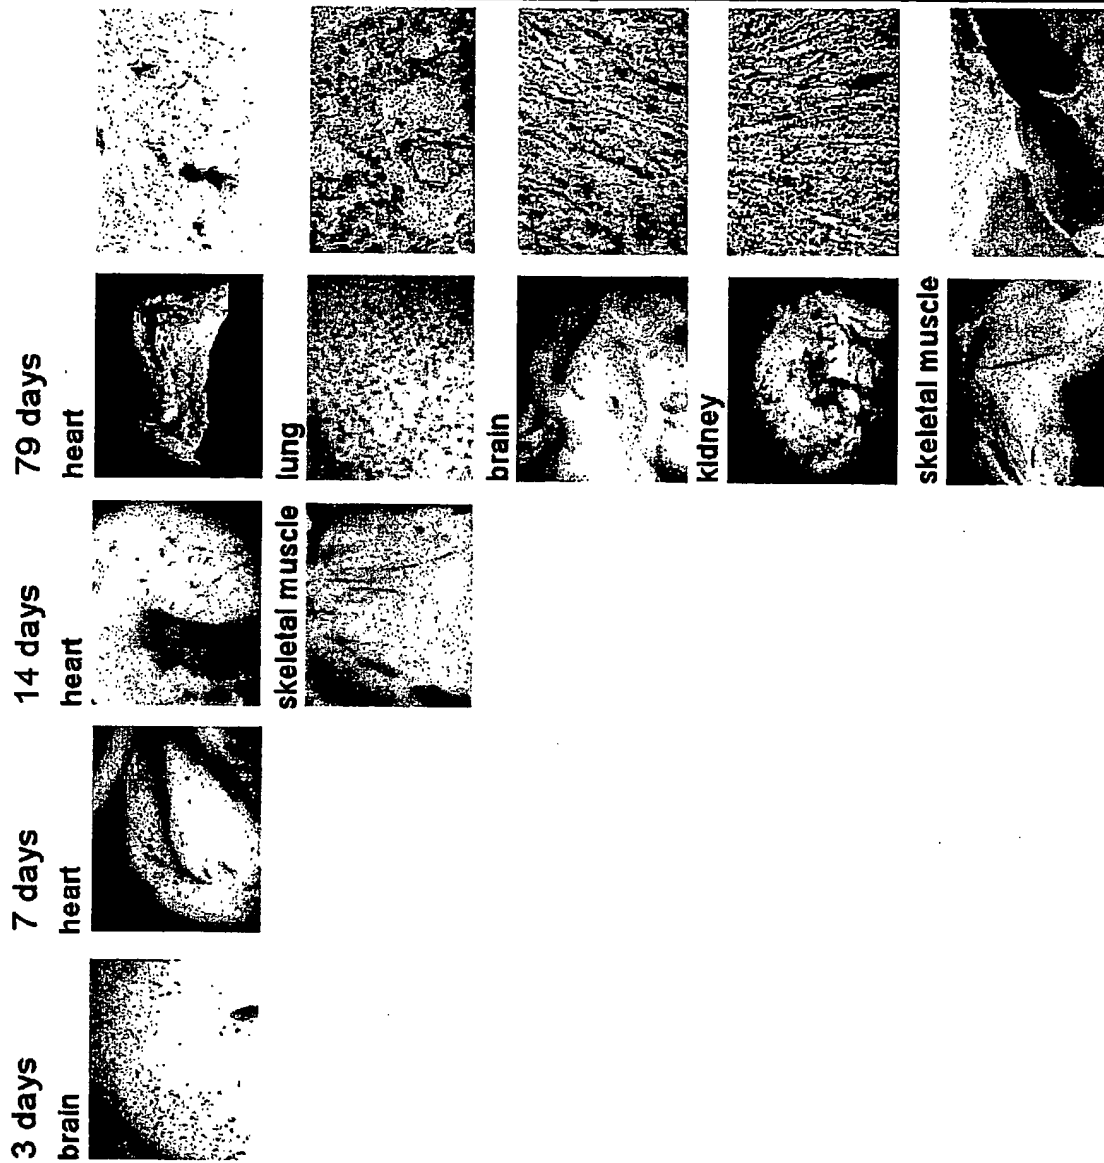 3 days
brain
7 days
heart
14 days
heart
skeletal muscle
79 days
heart
lung
brain
kidney
skeletal muscle